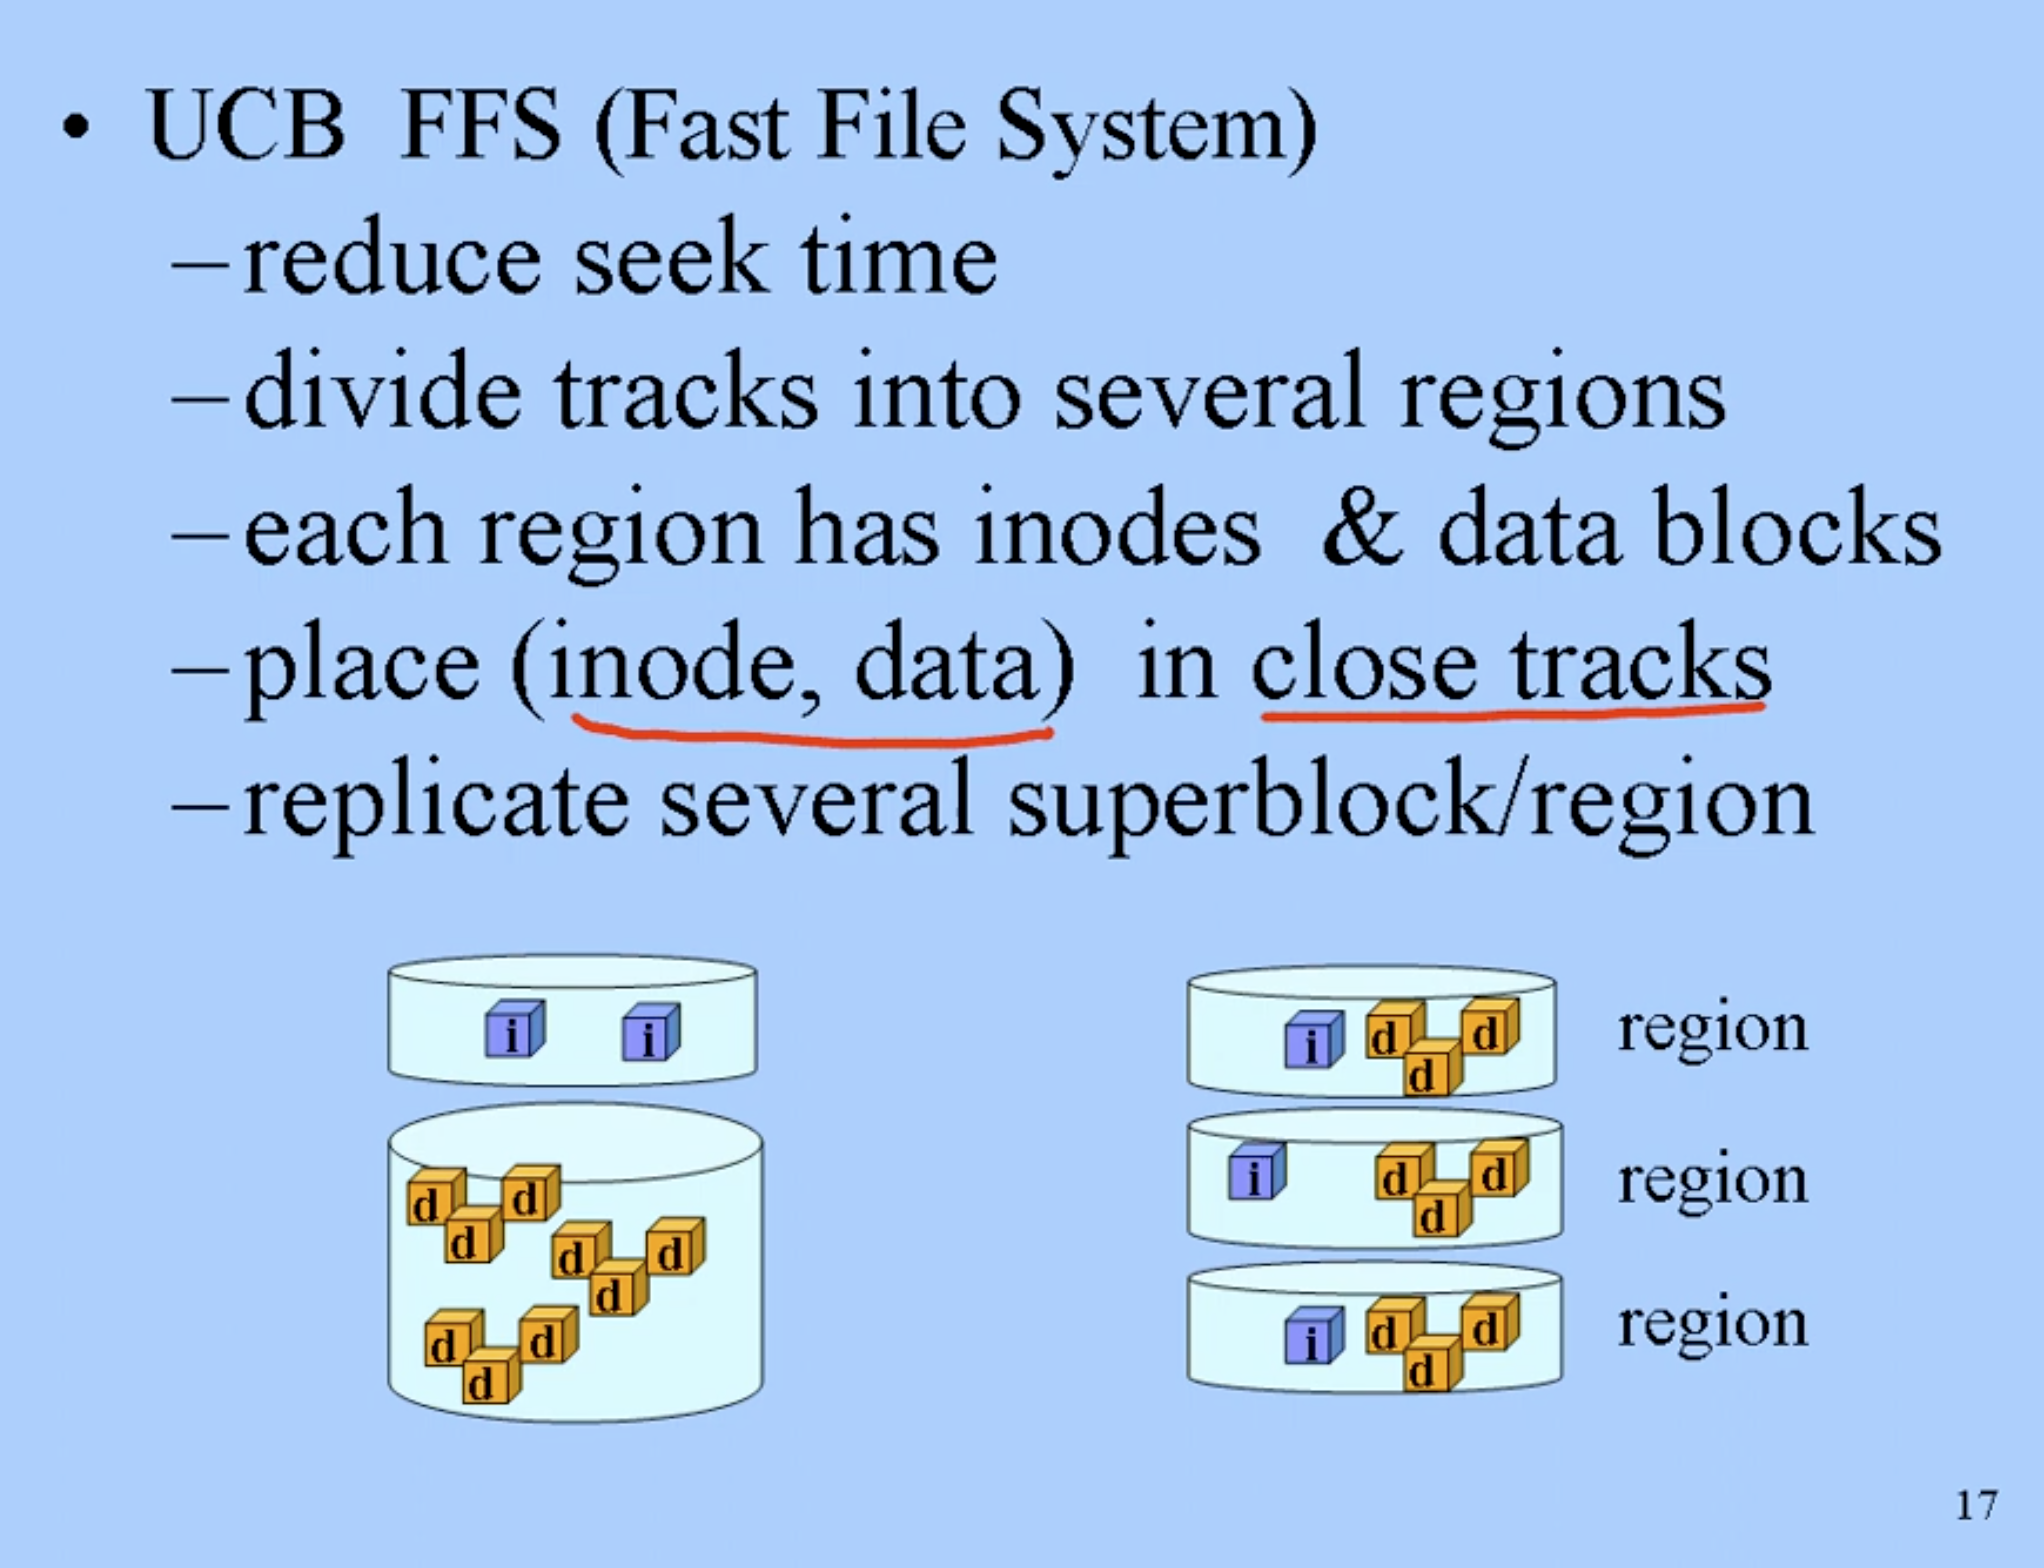 • UCB FFS (Fast File System)
– reduce seek time
– divide tracks into several regions
– each region has inodes & data blocks
– place (inode, data) in close tracks
– replicate several superblock/region
i i
d d
d
d d
d
d d
d
i d d
d
region
i d d
d
region
i d d
d
region
17